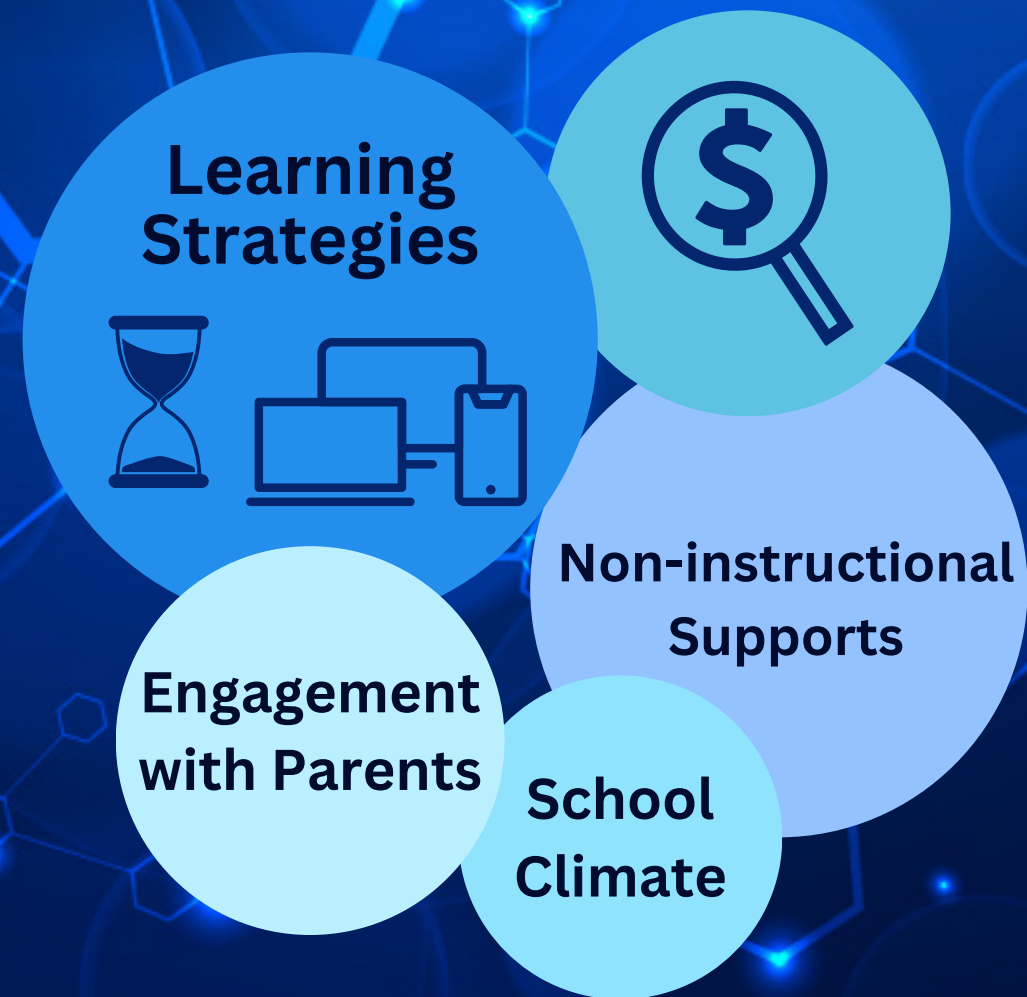 Learning
Strategies
$
Non-instructional
Supports
Engagement
with Parents
School
Climate